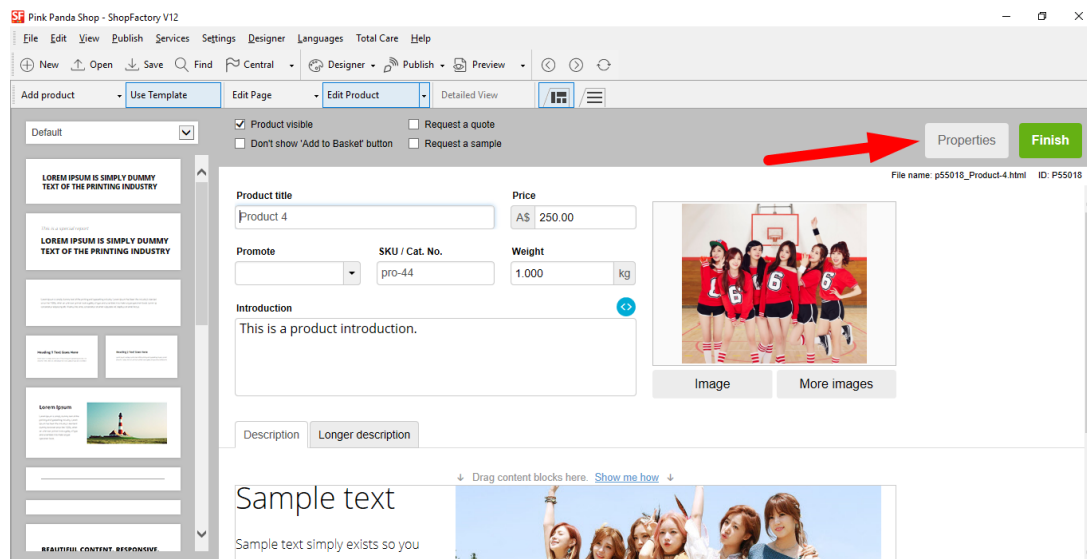 SF Pink Panda Shop - ShopFactory V12
File Edit View Publish Services Settings Designer Languages Total Care Help
New Open Save Find Central Designer Publish Preview
Add product Use Template Edit Page Edit Product Detailed View
Default
Product visible Request a quote
Don't show 'Add to Basket' button Request a sample
Properties Finish
File name: p55018_Product-4.html ID: P55018
LOREM IPSUM IS SIMPLY DUMMY
TEXT OF THE PRINTING INDUSTRY
This is a special report
LOREM IPSUM IS SIMPLY DUMMY
TEXT OF THE PRINTING INDUSTRY
Lorem Ipsum
BEAUTIFUL CONTENT. RESPONSIVE.
Product title Price
Product 4 A$ 250.00
Promote SKU / Cat. No. Weight
pro-44 1.000 kg
Introduction
This is a product introduction.
Image More images
Description Longer description
Drag content blocks here. Show me how
Sample text
Sample text simply exists so you